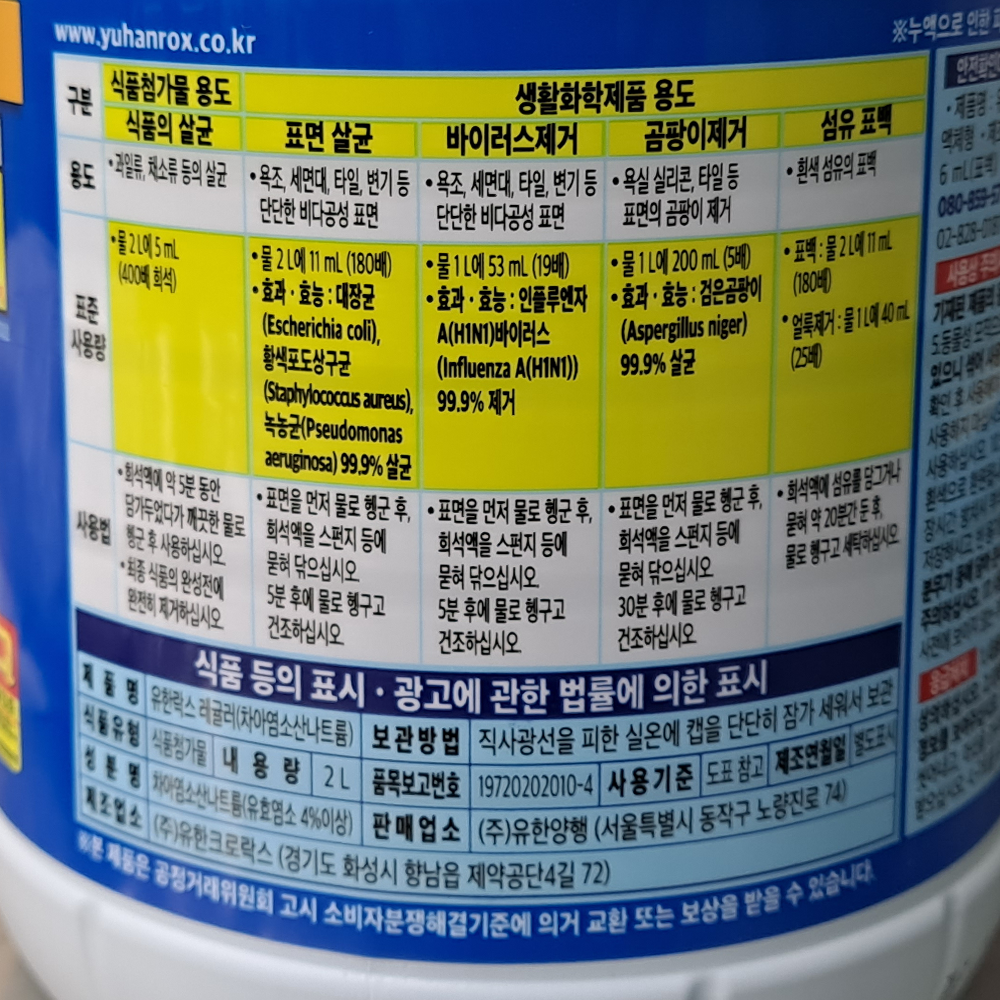 www.yuhanrox.co.kr
※누액으로 인한
구분
식품첨가물 용도
생활화학제품 용도
식품의 살균
표면 살균
바이러스제거
곰팡이제거
섬유 표백
용도
• 과일류, 채소류 등의 살균
• 욕조, 세면대, 타일, 변기 등
단단한 비다공성 표면
• 욕조, 세면대, 타일, 변기 등
단단한 비다공성 표면
• 욕실 실리콘, 타일 등
표면의 곰팡이 제거
• 흰색 섬유의 표백
표준
사용량
• 물 2 L에 5 mL
(400배 희석)
• 물 2 L에 11 mL (180배)
• 효과 · 효능 : 대장균
(Escherichia coli),
황색포도상구균
(Staphylococcus aureus),
녹농균(Pseudomonas
aeruginosa) 99.9% 살균
• 물 1 L에 53 mL (19배)
• 효과 · 효능 : 인플루엔자
A(H1N1)바이러스
(Influenza A(H1N1))
99.9% 제거
• 물 1 L에 200 mL (5배)
• 효과 · 효능 : 검은곰팡이
(Aspergillus niger)
99.9% 살균
• 표백 : 물 2 L에 11 mL
(180배)
• 얼룩제거 : 물 1 L에 40 mL
(25배)
사용법
• 희석액에 약 5분 동안
담가두었다가 깨끗한 물로
헹군 후 사용하십시오.
• 최종 식품의 완성전에
완전히 제거하십시오.
• 표면을 먼저 물로 헹군 후,
희석액을 스펀지 등에
묻혀 닦으십시오.
5분 후에 물로 헹구고
건조하십시오.
• 표면을 먼저 물로 헹군 후,
희석액을 스펀지 등에
묻혀 닦으십시오.
5분 후에 물로 헹구고
건조하십시오.
• 표면을 먼저 물로 헹군 후,
희석액을 스펀지 등에
묻혀 닦으십시오.
30분 후에 물로 헹구고
건조하십시오.
• 희석액에 섬유를 담그거나
묻혀 약 20분간 둔 후,
물로 헹구고 세탁하십시오.
식품 등의 표시 · 광고에 관한 법률에 의한 표시
제품명 유한락스 레귤러(차아염소산나트륨) 보관방법 직사광선을 피한 실온에 캡을 단단히 잠가 세워서 보관
식품유형 식품첨가물 내용량 2 L 품목보고번호 19720202010-4 사용기준 도표 참고 제조연월일 별도표시
성분명 차아염소산나트륨(유효염소 4%이상) 판매업소 (주)유한양행 (서울특별시 동작구 노량진로 74)
제조업소 (주)유한크로락스 (경기도 화성시 향남읍 제약공단4길 72)
※본 제품은 공정거래위원회 고시 소비자분쟁해결기준에 의거 교환 또는 보상을 받을 수 있습니다.
안전확인
• 제품명 :
액체형
6 mL(표백)
사용상 주의
기재된 제품의
응급처치